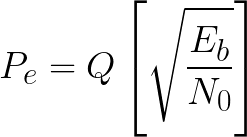 P_e = Q [ √(E_b / N_0) ]